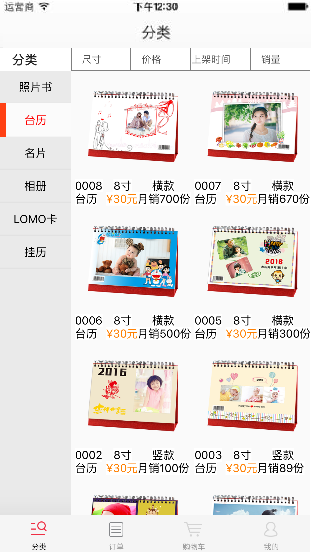 运营商 下午12:30
分类
分类 尺寸 价格 上架时间 销量
照片书
台历
名片
相册
LOMO卡
挂历
0008 8寸 横款
台历 ¥30元月销700份
0007 8寸 横款
台历 ¥30元月销670份
0006 8寸 横款
台历 ¥30元月销500份
2016
0005 8寸 横款
台历 ¥30元月销300份
2016
0002 8寸 竖款
台历 ¥30元月销100份
0003 8寸 竖款
台历 ¥30元月销89份
分类 订单 购物车 我的